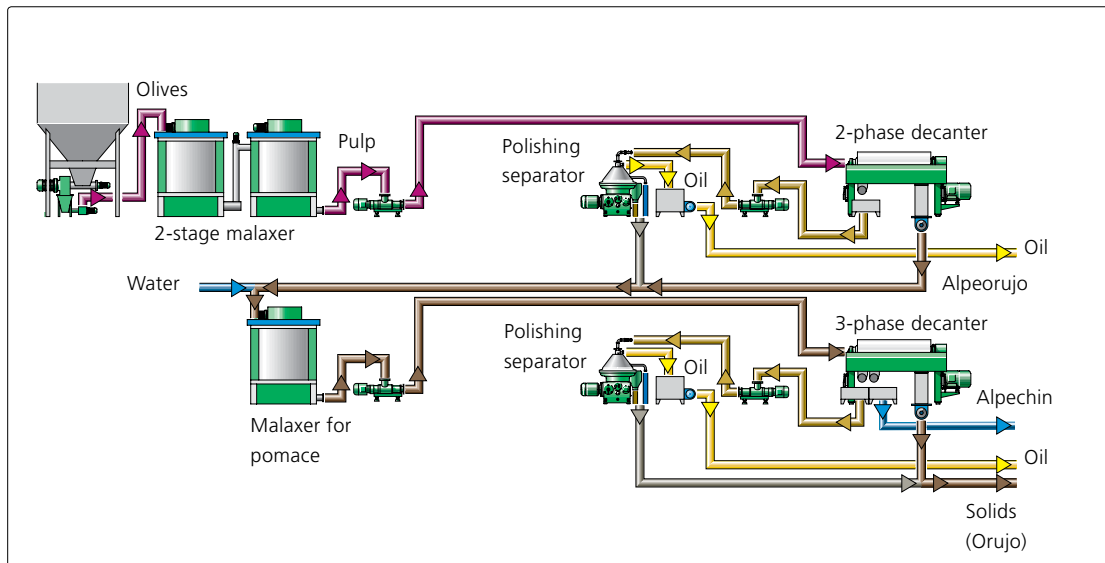 Olives
Pulp
2-stage malaxer
Polishing
separator
Oil
2-phase decanter
Oil
Water
Alpeorujo
Malaxer for
pomace
Polishing
separator
Oil
3-phase decanter
Alpechin
Oil
Solids
(Orujo)